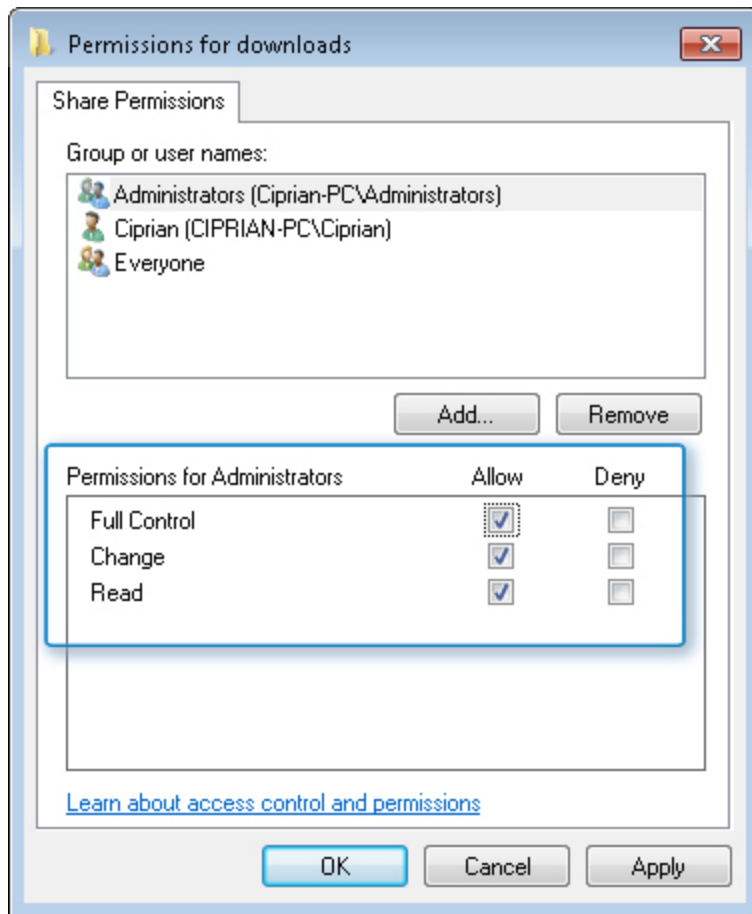 Permissions for downloads
Share Permissions
Group or user names:
Administrators (Ciprian-PC\Administrators)
Ciprian (CIPRIAN-PC\Ciprian)
Everyone
Add... Remove
Permissions for Administrators Allow Deny
Full Control
Change
Read
Learn about access control and permissions
OK Cancel Apply